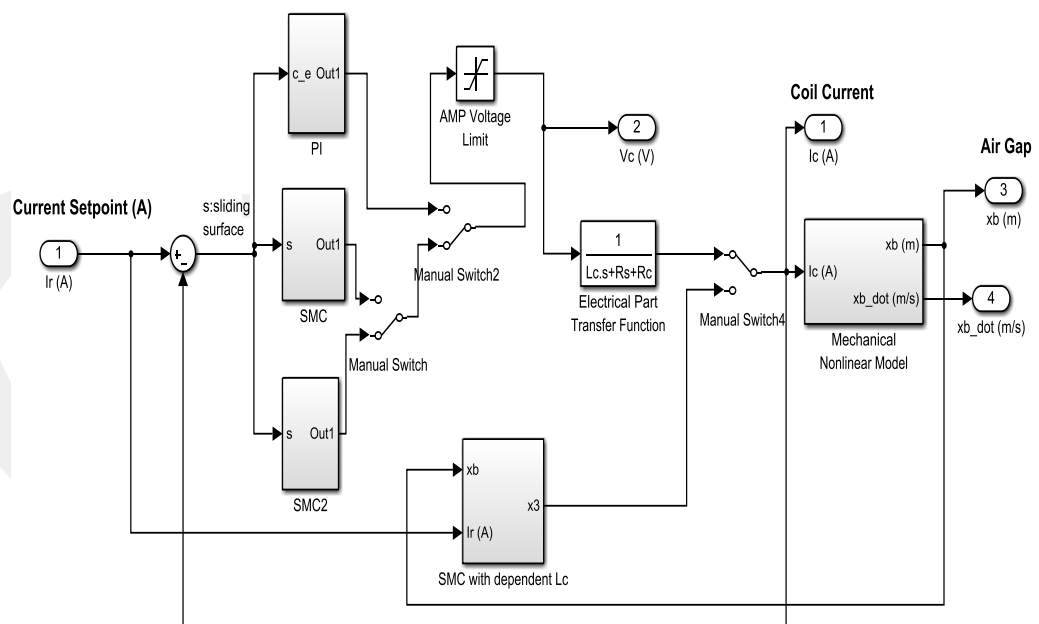 c_e Out1
PI
AMP Voltage
Limit
Coil Current
1
Ic (A)
2
Vc (V)
Air Gap
3
xb (m)
Current Setpoint (A)
1
Ir (A)
s:sliding
surface
+
-
s Out1
SMC
Manual Switch2
1
Lc.s+Rs+Rc
Electrical Part
Transfer Function
Manual Switch4
Ic (A)
xb (m)
xb_dot (m/s)
Mechanical
Nonlinear Model
4
xb_dot (m/s)
Manual Switch
s Out1
SMC2
xb
x3
Ir (A)
SMC with dependent Lc